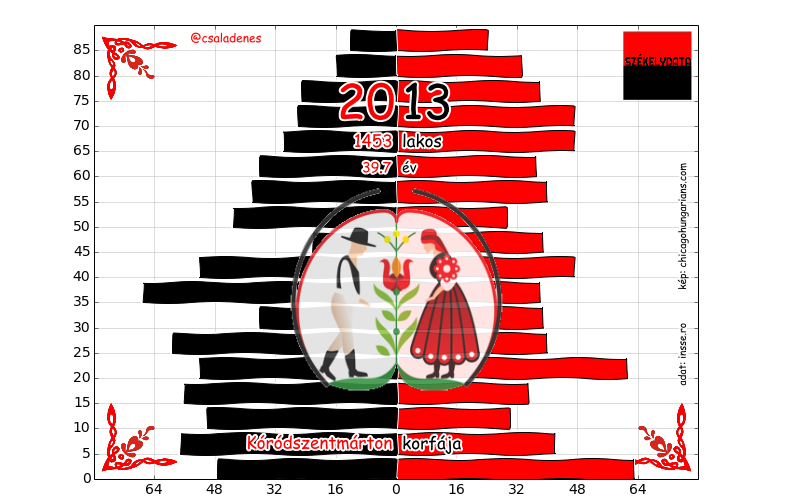 @csaladenes
SZÉKELYDATA
2013
1453 lakos
39.7 év
kép: chicagohungarians.com
adat: insse.ro
Kóródszentmárton korfája
85
80
75
70
65
60
55
50
45
40
35
30
25
20
15
10
5
0
64 48 32 16 0 16 32 48 64